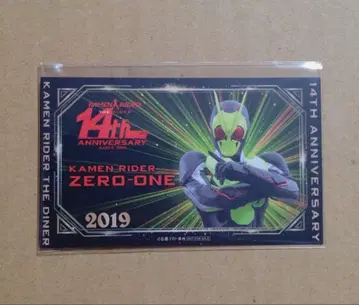 KAMEN RIDER THE DINER
KAMEN RIDER
14th
ANNIVERSARY
KAMEN RIDER
ZERO-ONE
2019
14TH ANNIVERSARY